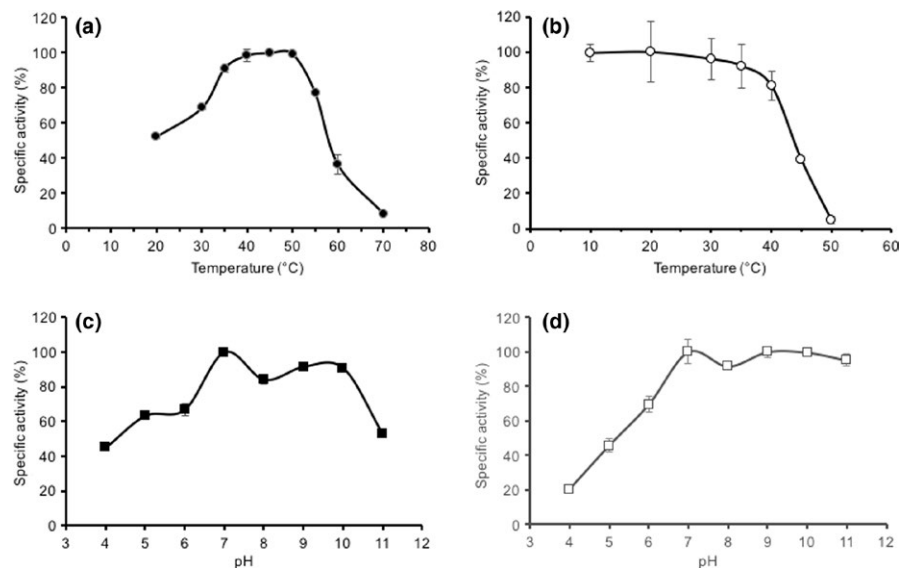 (a)
120
100
80
60
40
20
0
Specific activity (%)
0 10 20 30 40 50 60 70 80
Temperature (°C)
(b)
120
100
80
60
40
20
0
Specific activity (%)
0 10 20 30 40 50 60
Temperature (°C)
(c)
120
100
80
60
40
20
0
Specific activity (%)
3 4 5 6 7 8 9 10 11 12
pH
(d)
120
100
80
60
40
20
0
Specific activity (%)
3 4 5 6 7 8 9 10 11 12
pH